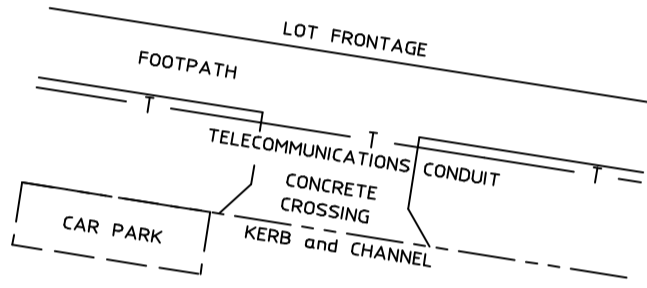 LOT FRONTAGE
FOOTPATH
T
T
TELECOMMUNICATIONS CONDUIT
T
CONCRETE
CROSSING
CAR PARK
KERB and CHANNEL